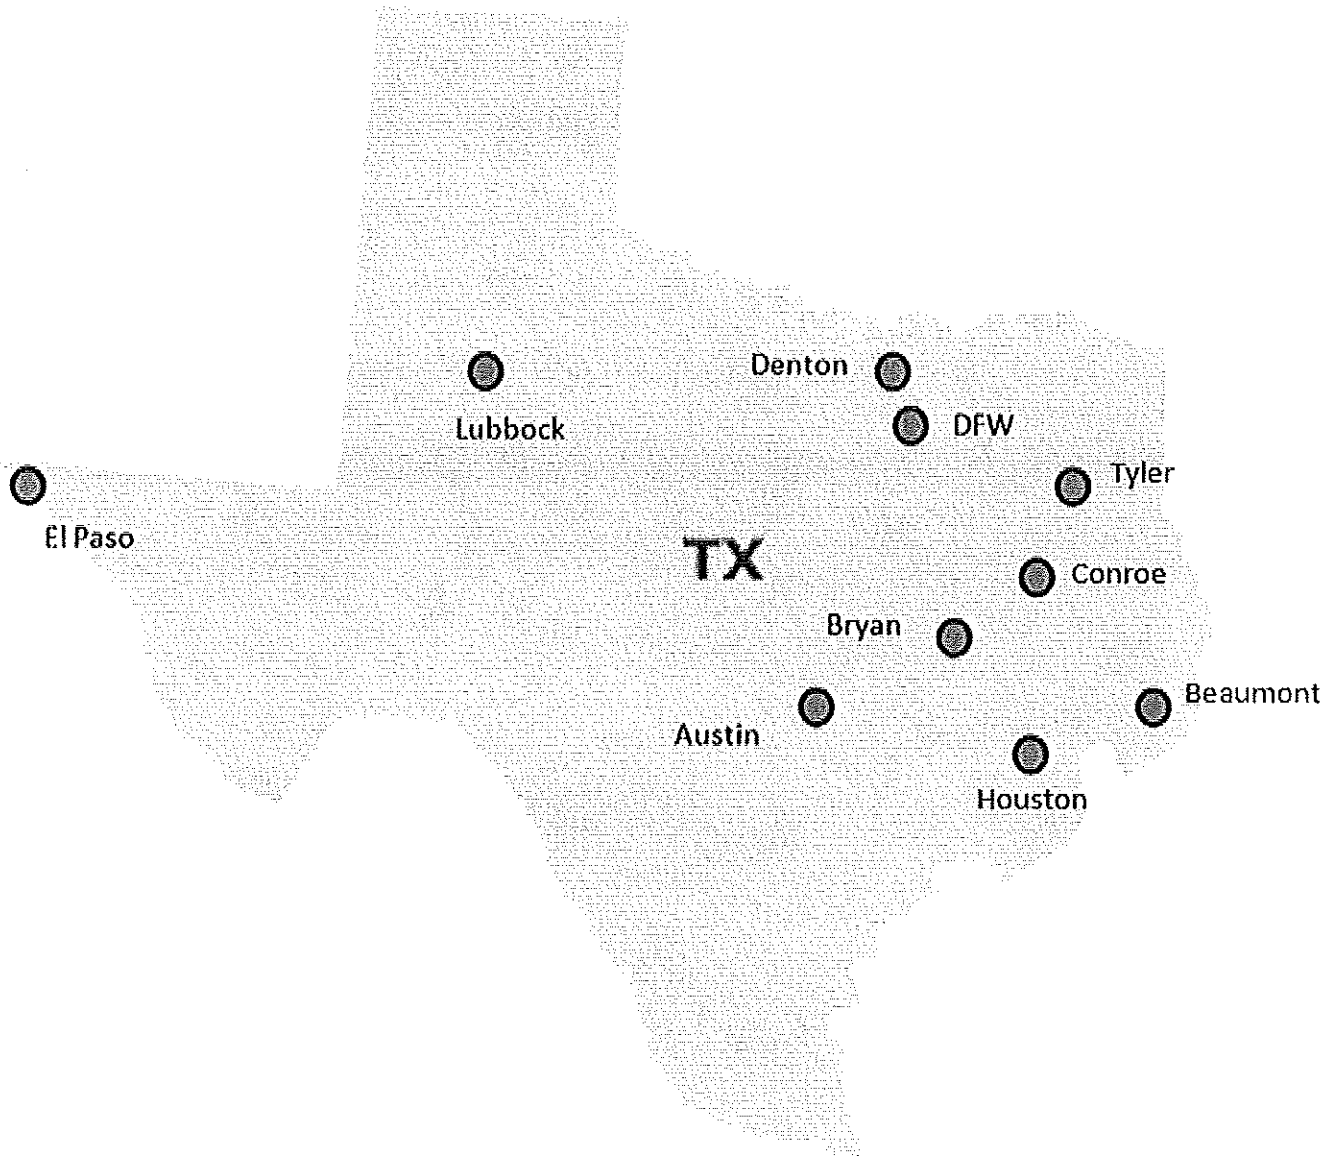 Denton
DFW
Lubbock
Tyler
El Paso
TX
Conroe
Bryan
Beaumont
Austin
Houston